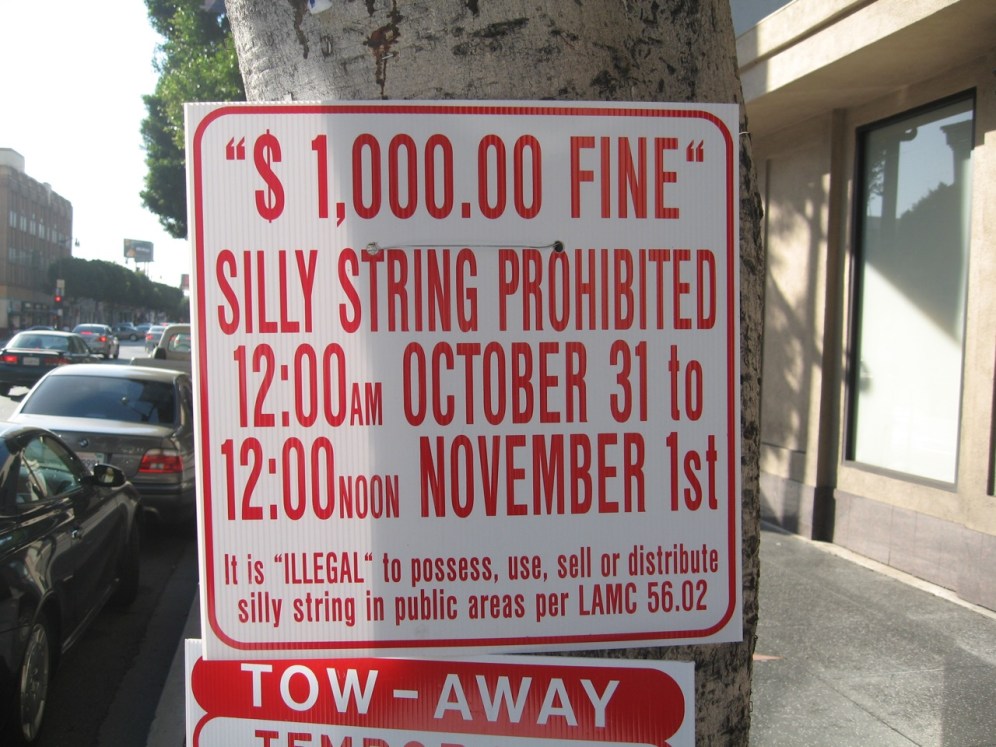 “$ 1,000.00 FINE“
SILLY STRING PROHIBITED
12:00AM OCTOBER 31 to
12:00NOON NOVEMBER 1st
It is “ILLEGAL“ to possess, use, sell or distribute
silly string in public areas per LAMC 56.02
TOW-AWAY